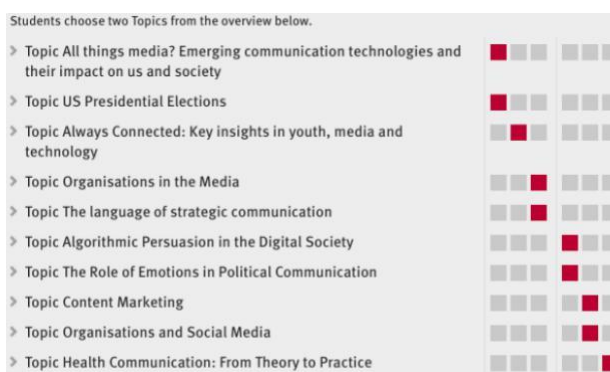 Students choose two Topics from the overview below.
Topic All things media? Emerging communication technologies and
their impact on us and society
Topic US Presidential Elections
Topic Always Connected: Key insights in youth, media and
technology
Topic Organisations in the Media
Topic The language of strategic communication
Topic Algorithmic Persuasion in the Digital Society
Topic The Role of Emotions in Political Communication
Topic Content Marketing
Topic Organisations and Social Media
Topic Health Communication: From Theory to Practice